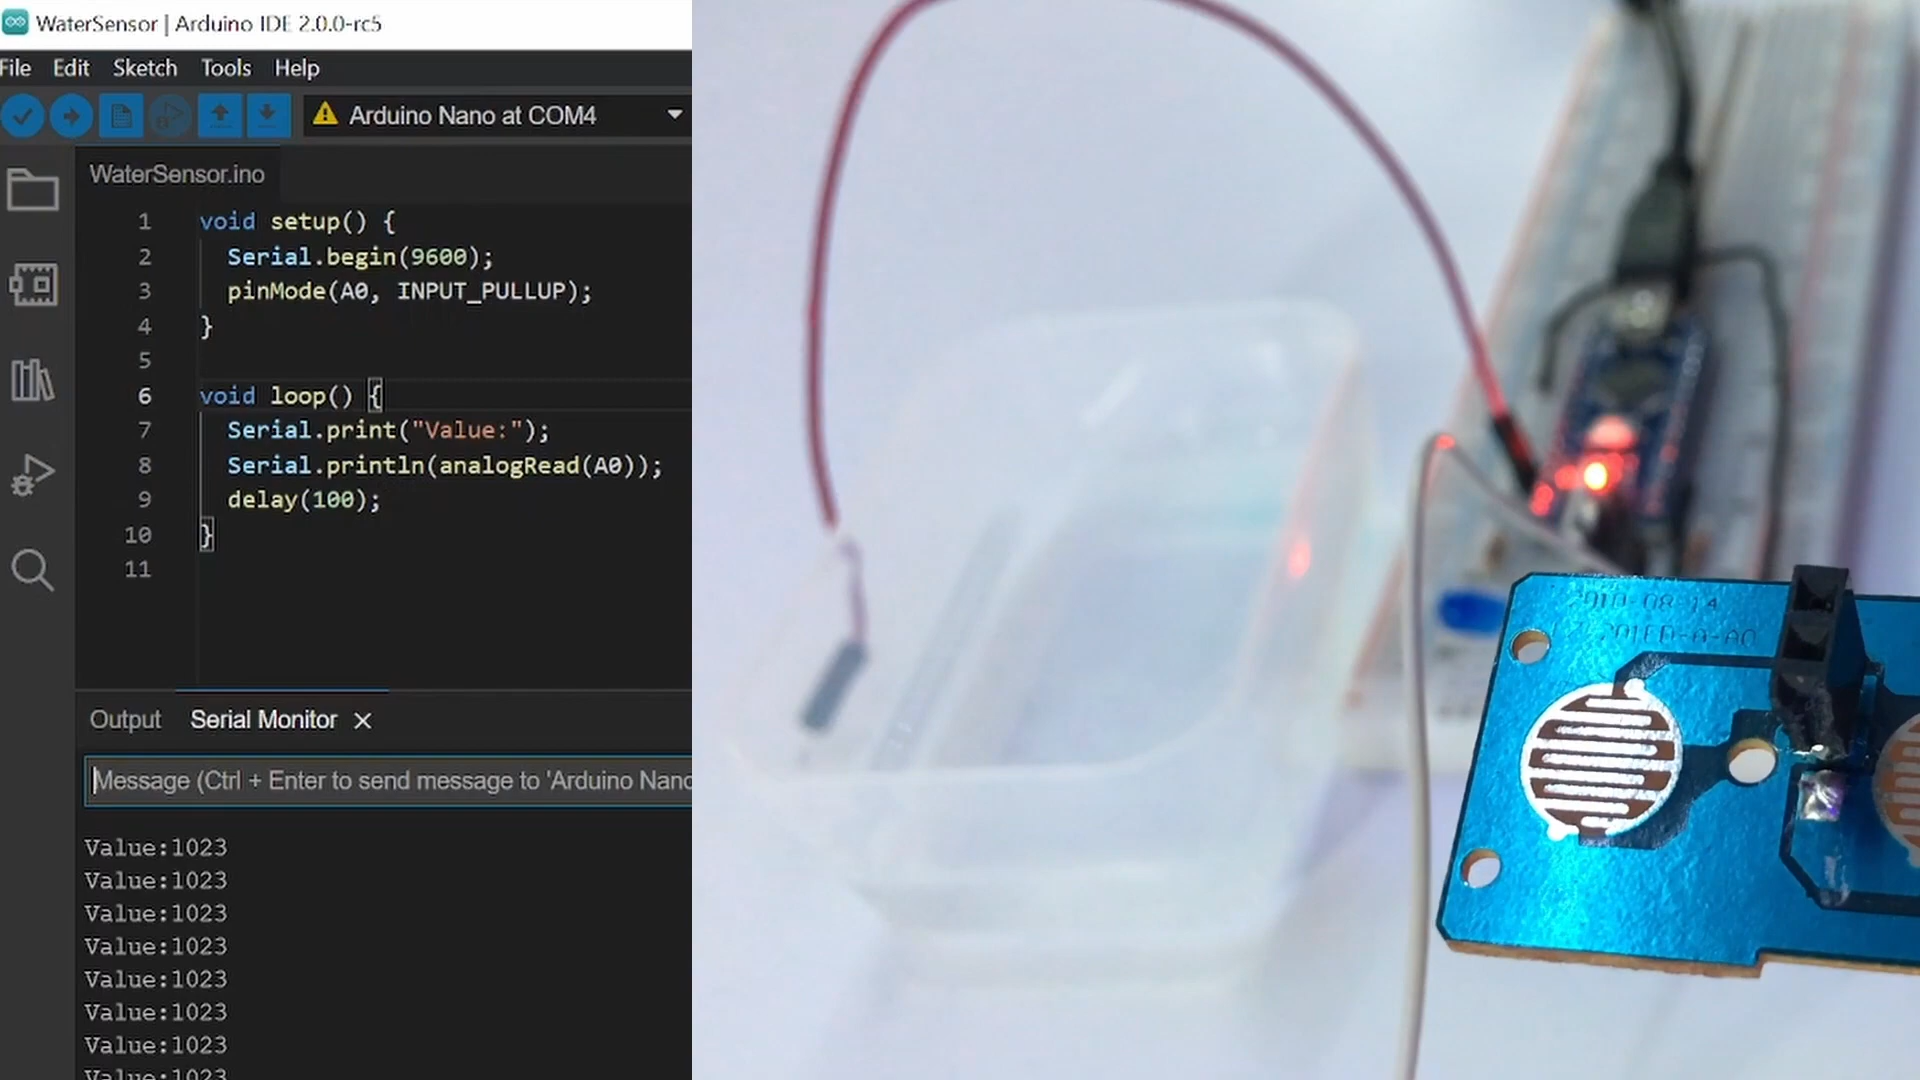 WaterSensor | Arduino IDE 2.0.0-rc5
File Edit Sketch Tools Help
Arduino Nano at COM4
WaterSensor.ino
1 void setup() {
2 Serial.begin(9600);
3 pinMode(A0, INPUT_PULLUP);
4 }
5
6 void loop() {
7 Serial.print("Value:");
8 Serial.println(analogRead(A0));
9 delay(100);
10 }
11
Output Serial Monitor
Message (Ctrl + Enter to send message to 'Arduino Nano
Value:1023
Value:1023
Value:1023
Value:1023
Value:1023
Value:1023
Value:1023
Value:1023